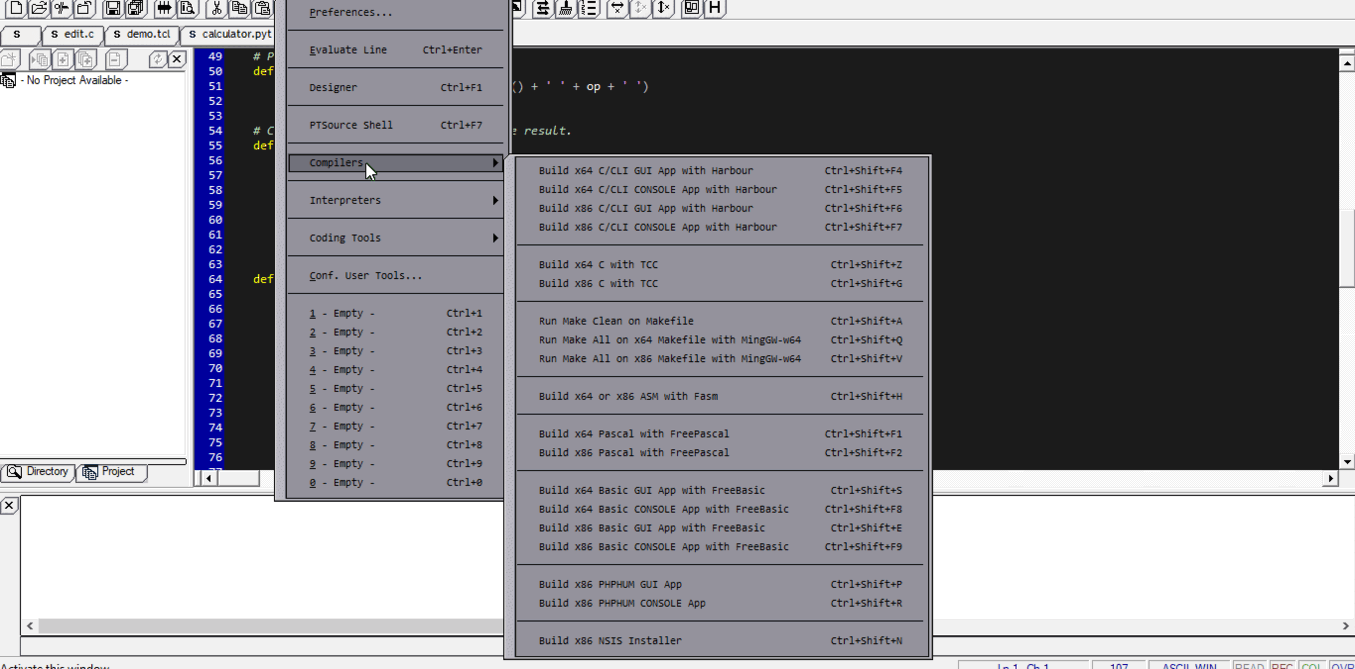 H
S
S edit.c
S demo.tcl
S calculator.pyt
- No Project Available -
Directory
Project
49 # P
50 def
51 () + ' ' + op + ' ')
52
53
54 # C result.
55 def
56
57
58
59
60
61
62
63
64 def
65
66
67
68
69
70
71
72
73
74
75
76
Preferences...
Evaluate Line Ctrl+Enter
Designer Ctrl+F1
PTSource Shell Ctrl+F7
Compilers
Interpreters
Coding Tools
Conf. User Tools...
1 - Empty - Ctrl+1
2 - Empty - Ctrl+2
3 - Empty - Ctrl+3
4 - Empty - Ctrl+4
5 - Empty - Ctrl+5
6 - Empty - Ctrl+6
7 - Empty - Ctrl+7
8 - Empty - Ctrl+8
9 - Empty - Ctrl+9
0 - Empty - Ctrl+0
Build x64 C/CLI GUI App with Harbour Ctrl+Shift+F4
Build x64 C/CLI CONSOLE App with Harbour Ctrl+Shift+F5
Build x86 C/CLI GUI App with Harbour Ctrl+Shift+F6
Build x86 C/CLI CONSOLE App with Harbour Ctrl+Shift+F7
Build x64 C with TCC Ctrl+Shift+Z
Build x86 C with TCC Ctrl+Shift+G
Run Make Clean on Makefile Ctrl+Shift+A
Run Make All on x64 Makefile with MingGW-w64 Ctrl+Shift+Q
Run Make All on x86 Makefile with MingGW-w64 Ctrl+Shift+V
Build x64 or x86 ASM with Fasm Ctrl+Shift+H
Build x64 Pascal with FreePascal Ctrl+Shift+F1
Build x86 Pascal with FreePascal Ctrl+Shift+F2
Build x64 Basic GUI App with FreeBasic Ctrl+Shift+S
Build x64 Basic CONSOLE App with FreeBasic Ctrl+Shift+F8
Build x86 Basic GUI App with FreeBasic Ctrl+Shift+E
Build x86 Basic CONSOLE App with FreeBasic Ctrl+Shift+F9
Build x86 PHPHUM GUI App Ctrl+Shift+P
Build x86 PHPHUM CONSOLE App Ctrl+Shift+R
Build x86 NSIS Installer Ctrl+Shift+N
Activate this window
Ln 1, Ch 1 107 ASCII, WIN READ REC COL OVR